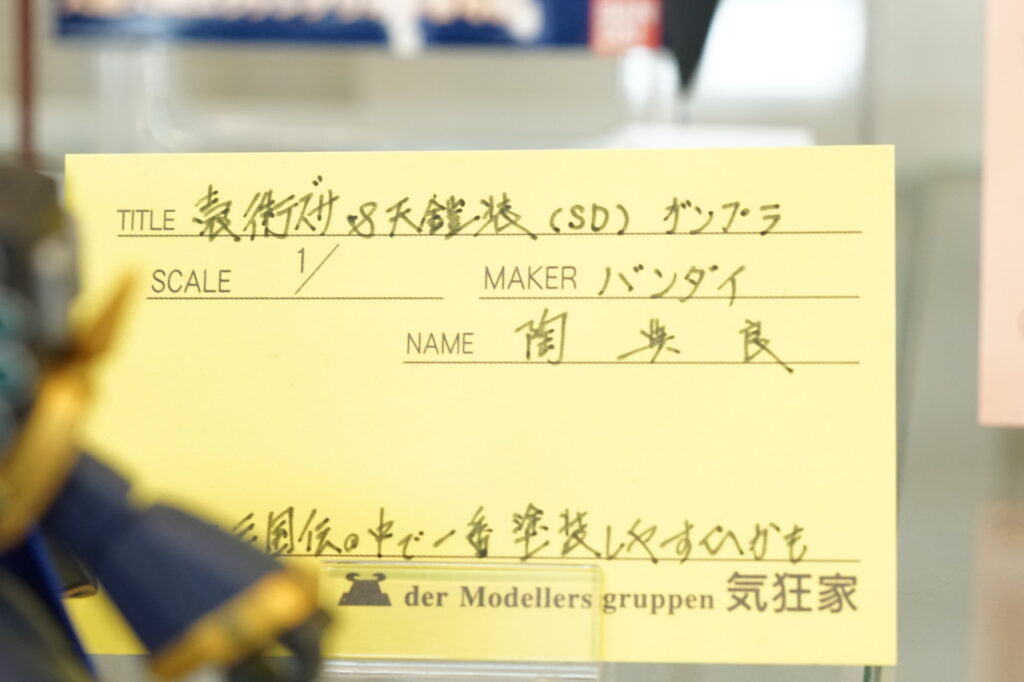 TITLE 袁術ズサ・天鎧装(SD) ガンプラ
SCALE 1/
MAKER バンダイ
NAME 陶 典 良
三国伝の中で一番塗装しやすいかも
der Modellers gruppen 気狂家